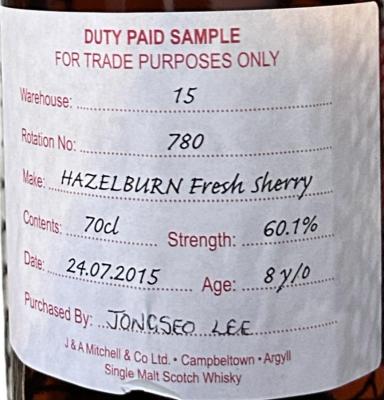 DUTY PAID SAMPLE
FOR TRADE PURPOSES ONLY
Warehouse: 15
Rotation No: 780
Make: HAZELBURN Fresh Sherry
Contents: 70cl Strength: 60.1%
Date: 24.07.2015 Age: 8 y/o
Purchased By: JONGSEO LEE
J & A Mitchell & Co Ltd. • Campbeltown • Argyll
Single Malt Scotch Whisky